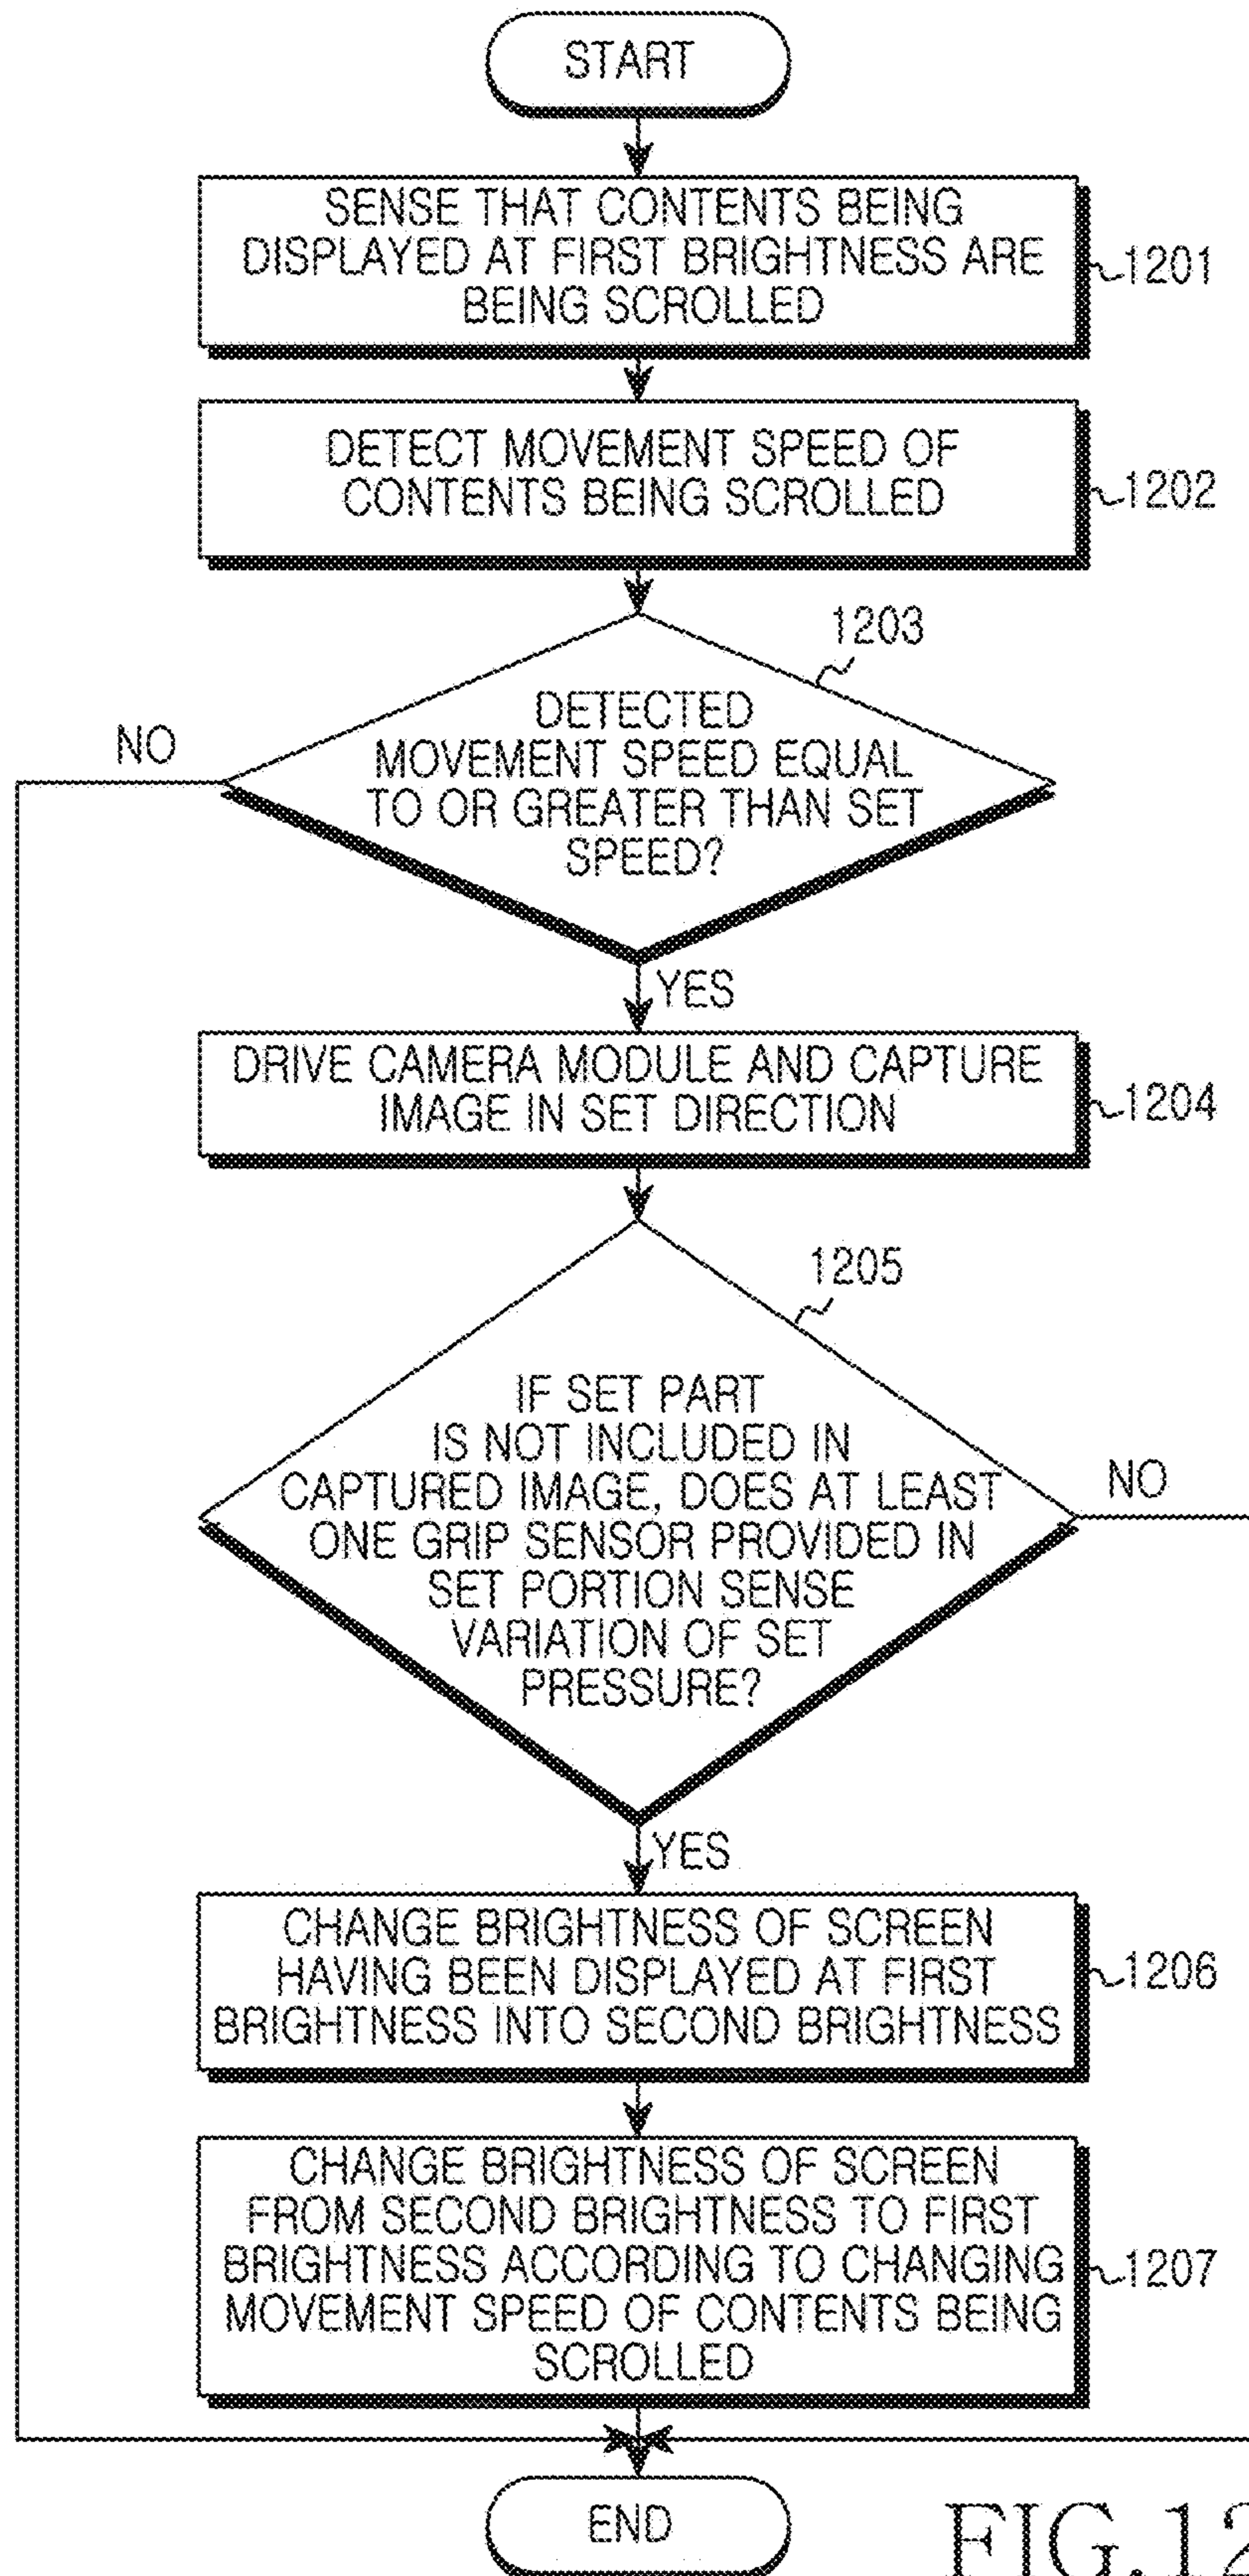 START
SENSE THAT CONTENTS BEING
DISPLAYED AT FIRST BRIGHTNESS ARE
BEING SCROLLED
1201
DETECT MOVEMENT SPEED OF
CONTENTS BEING SCROLLED
1202
1203
NO
DETECTED
MOVEMENT SPEED EQUAL
TO OR GREATER THAN SET
SPEED?
YES
DRIVE CAMERA MODULE AND CAPTURE
IMAGE IN SET DIRECTION
1204
1205
IF SET PART
IS NOT INCLUDED IN
CAPTURED IMAGE, DOES AT LEAST
ONE GRIP SENSOR PROVIDED IN
SET PORTION SENSE
VARIATION OF SET
PRESSURE?
NO
YES
CHANGE BRIGHTNESS OF SCREEN
HAVING BEEN DISPLAYED AT FIRST
BRIGHTNESS INTO SECOND BRIGHTNESS
1206
CHANGE BRIGHTNESS OF SCREEN
FROM SECOND BRIGHTNESS TO FIRST
BRIGHTNESS ACCORDING TO CHANGING
MOVEMENT SPEED OF CONTENTS BEING
SCROLLED
1207
END
FIG.12